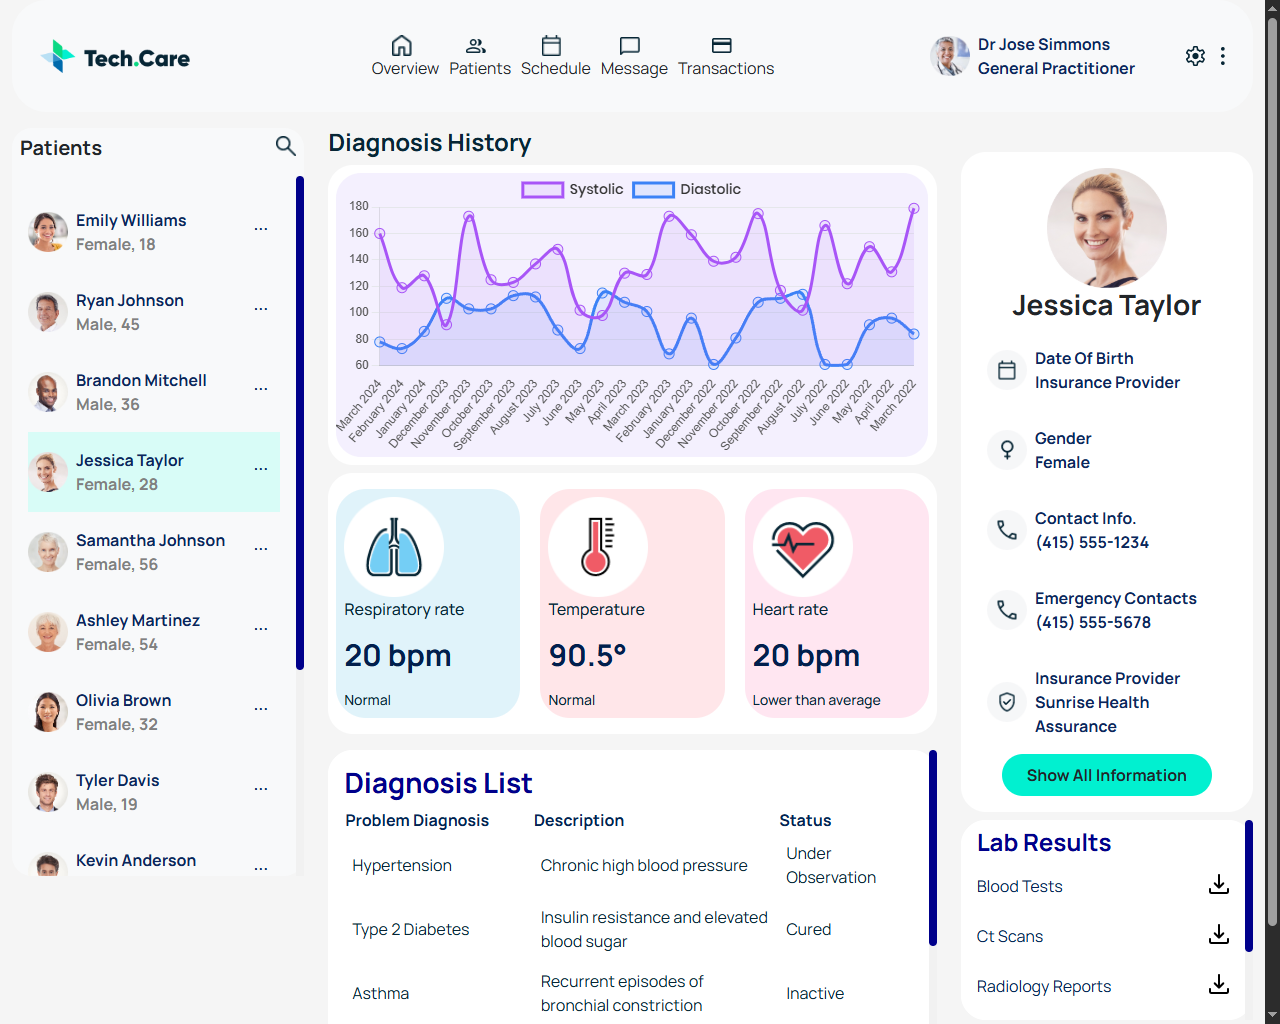 Tech.Care
Overview
Patients
Schedule
Message
Transactions
Dr Jose Simmons
General Practitioner
Patients
Emily Williams
Female, 18
...
Ryan Johnson
Male, 45
...
Brandon Mitchell
Male, 36
...
Jessica Taylor
Female, 28
...
Samantha Johnson
Female, 56
...
Ashley Martinez
Female, 54
...
Olivia Brown
Female, 32
...
Tyler Davis
Male, 19
...
Kevin Anderson
...
Diagnosis History
Systolic
Diastolic
180
160
140
120
100
80
60
March 2024
February 2024
January 2024
December 2023
November 2023
October 2023
September 2023
August 2023
July 2023
June 2023
May 2023
April 2023
March 2023
February 2023
January 2023
December 2022
November 2022
October 2022
September 2022
August 2022
July 2022
June 2022
May 2022
April 2022
March 2022
Respiratory rate
20 bpm
Normal
Temperature
90.5°
Normal
Heart rate
20 bpm
Lower than average
Diagnosis List
Problem Diagnosis
Description
Status
Hypertension
Chronic high blood pressure
Under
Observation
Type 2 Diabetes
Insulin resistance and elevated
blood sugar
Cured
Asthma
Recurrent episodes of
bronchial constriction
Inactive
Jessica Taylor
Date Of Birth
Insurance Provider
Gender
Female
Contact Info.
(415) 555-1234
Emergency Contacts
(415) 555-5678
Insurance Provider
Sunrise Health
Assurance
Show All Information
Lab Results
Blood Tests
Ct Scans
Radiology Reports